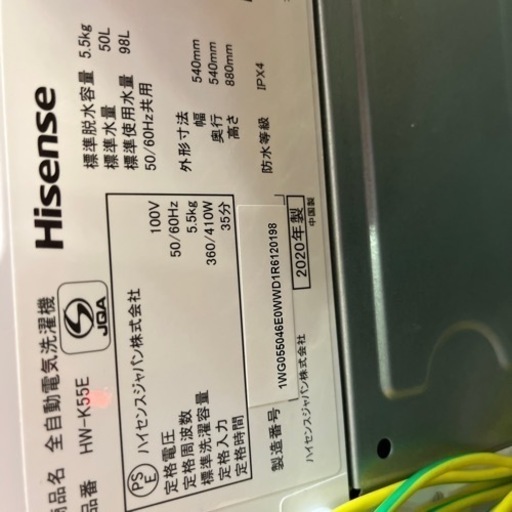 商品名 全自動電気洗濯機
品番 HW-K55E
Hisense
JQA
標準脱水容量 5.5kg
標準水量 50L
標準使用水量 98L
50/60Hz共用
外形寸法
幅 540mm
奥行 540mm
高さ 880mm
防水等級 IPX4
PS
E
ハイセンスジャパン株式会社
定格電圧 100V
定格周波数 50/60Hz
標準洗濯容量 5.5kg
定格入力 360/410W
定格時間 35分
製造番号 1WG055046E0WWD1R6120198
2020年製
ハイセンスジャパン株式会社 中国製